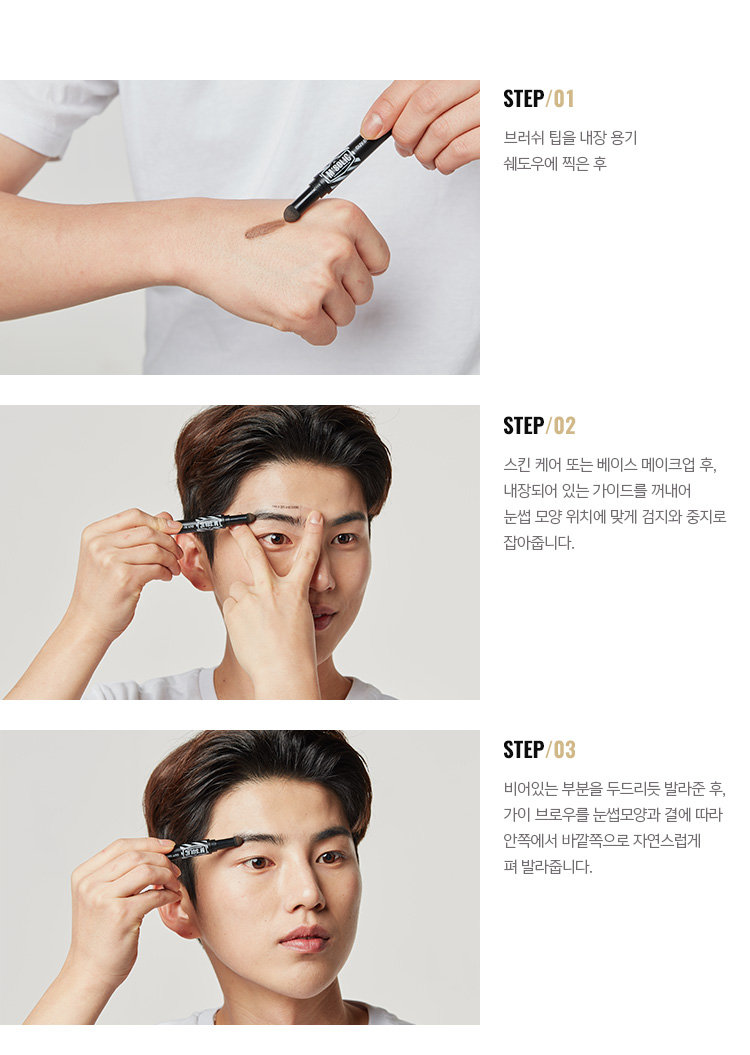 STEP/01
브러쉬 팁을 내장 용기
쉐도우에 찍은 후
M'SOLIC
STEP/02
스킨 케어 또는 베이스 메이크업 후,
내장되어 있는 가이드를 꺼내어
눈썹 모양 위치에 맞게 검지와 중지로
잡아줍니다.
STEP/03
비어있는 부분을 두드리듯 발라준 후,
가이 브로우를 눈썹모양과 결에 따라
안쪽에서 바깥쪽으로 자연스럽게
펴 발라줍니다.